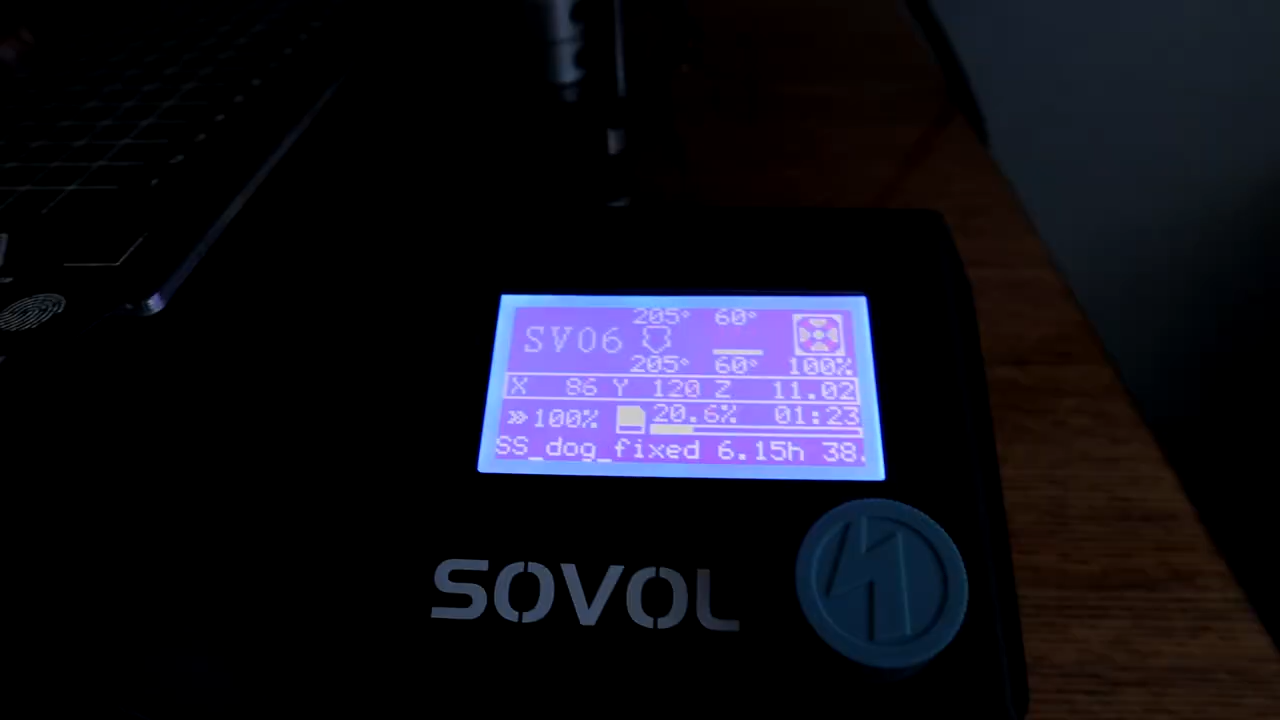 205° 60°
SV06
205° 60° 100%
X 86 Y 120 Z 11.02
»100% 20.6% 01:23
SS_dog_fixed 6.15h 38.
SOVOL